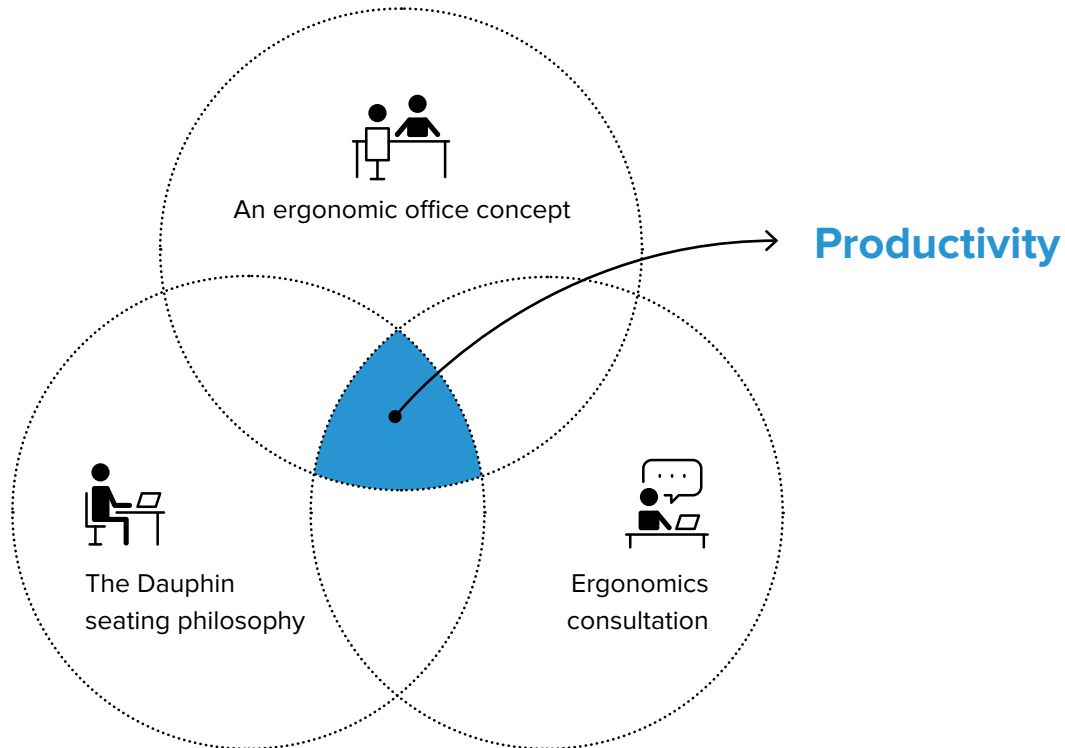 An ergonomic office concept
Productivity
The Dauphin
seating philosophy
Ergonomics
consultation